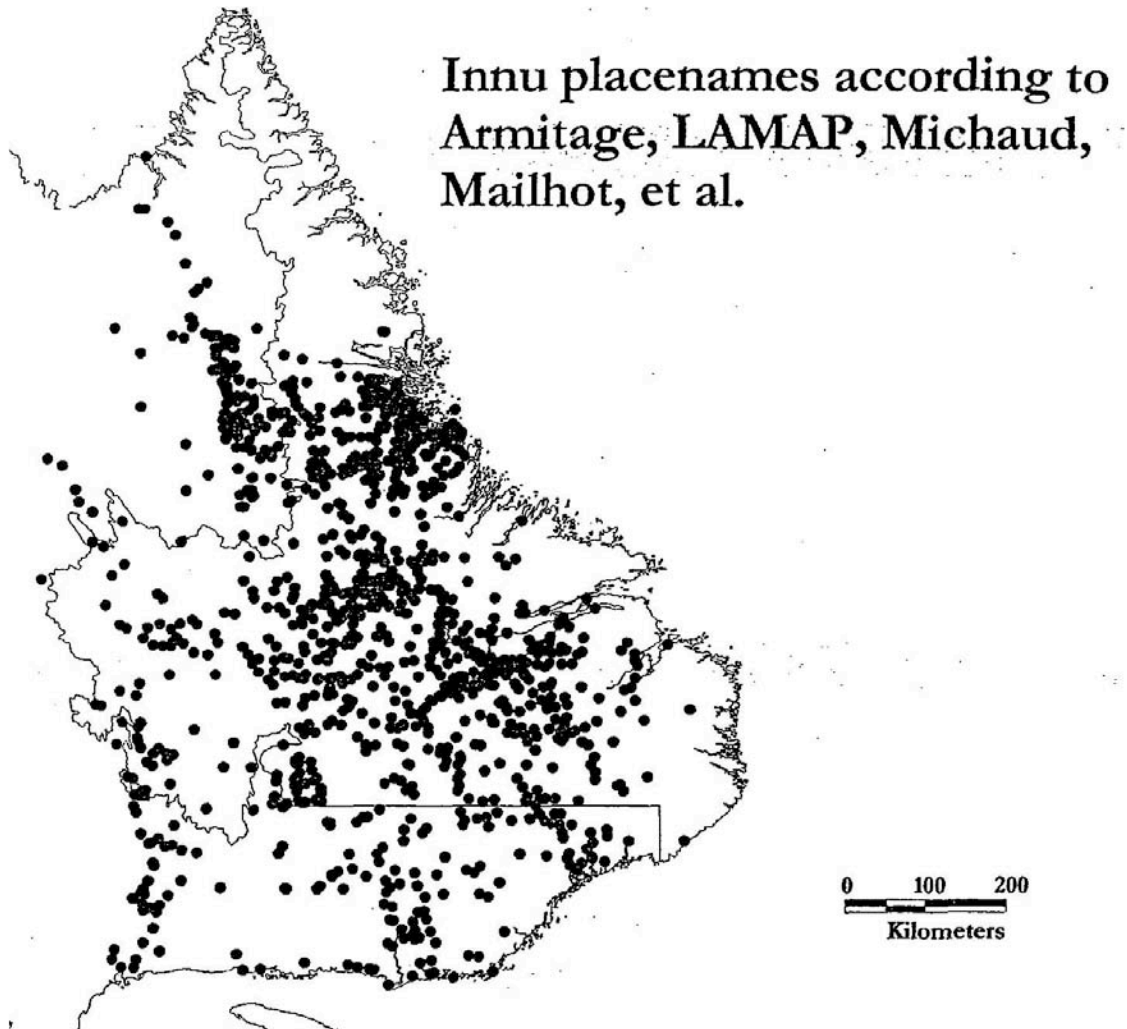 Innu placenames according to
Armitage, LAMAP, Michaud,
Mailhot, et al.
0 100 200
Kilometers